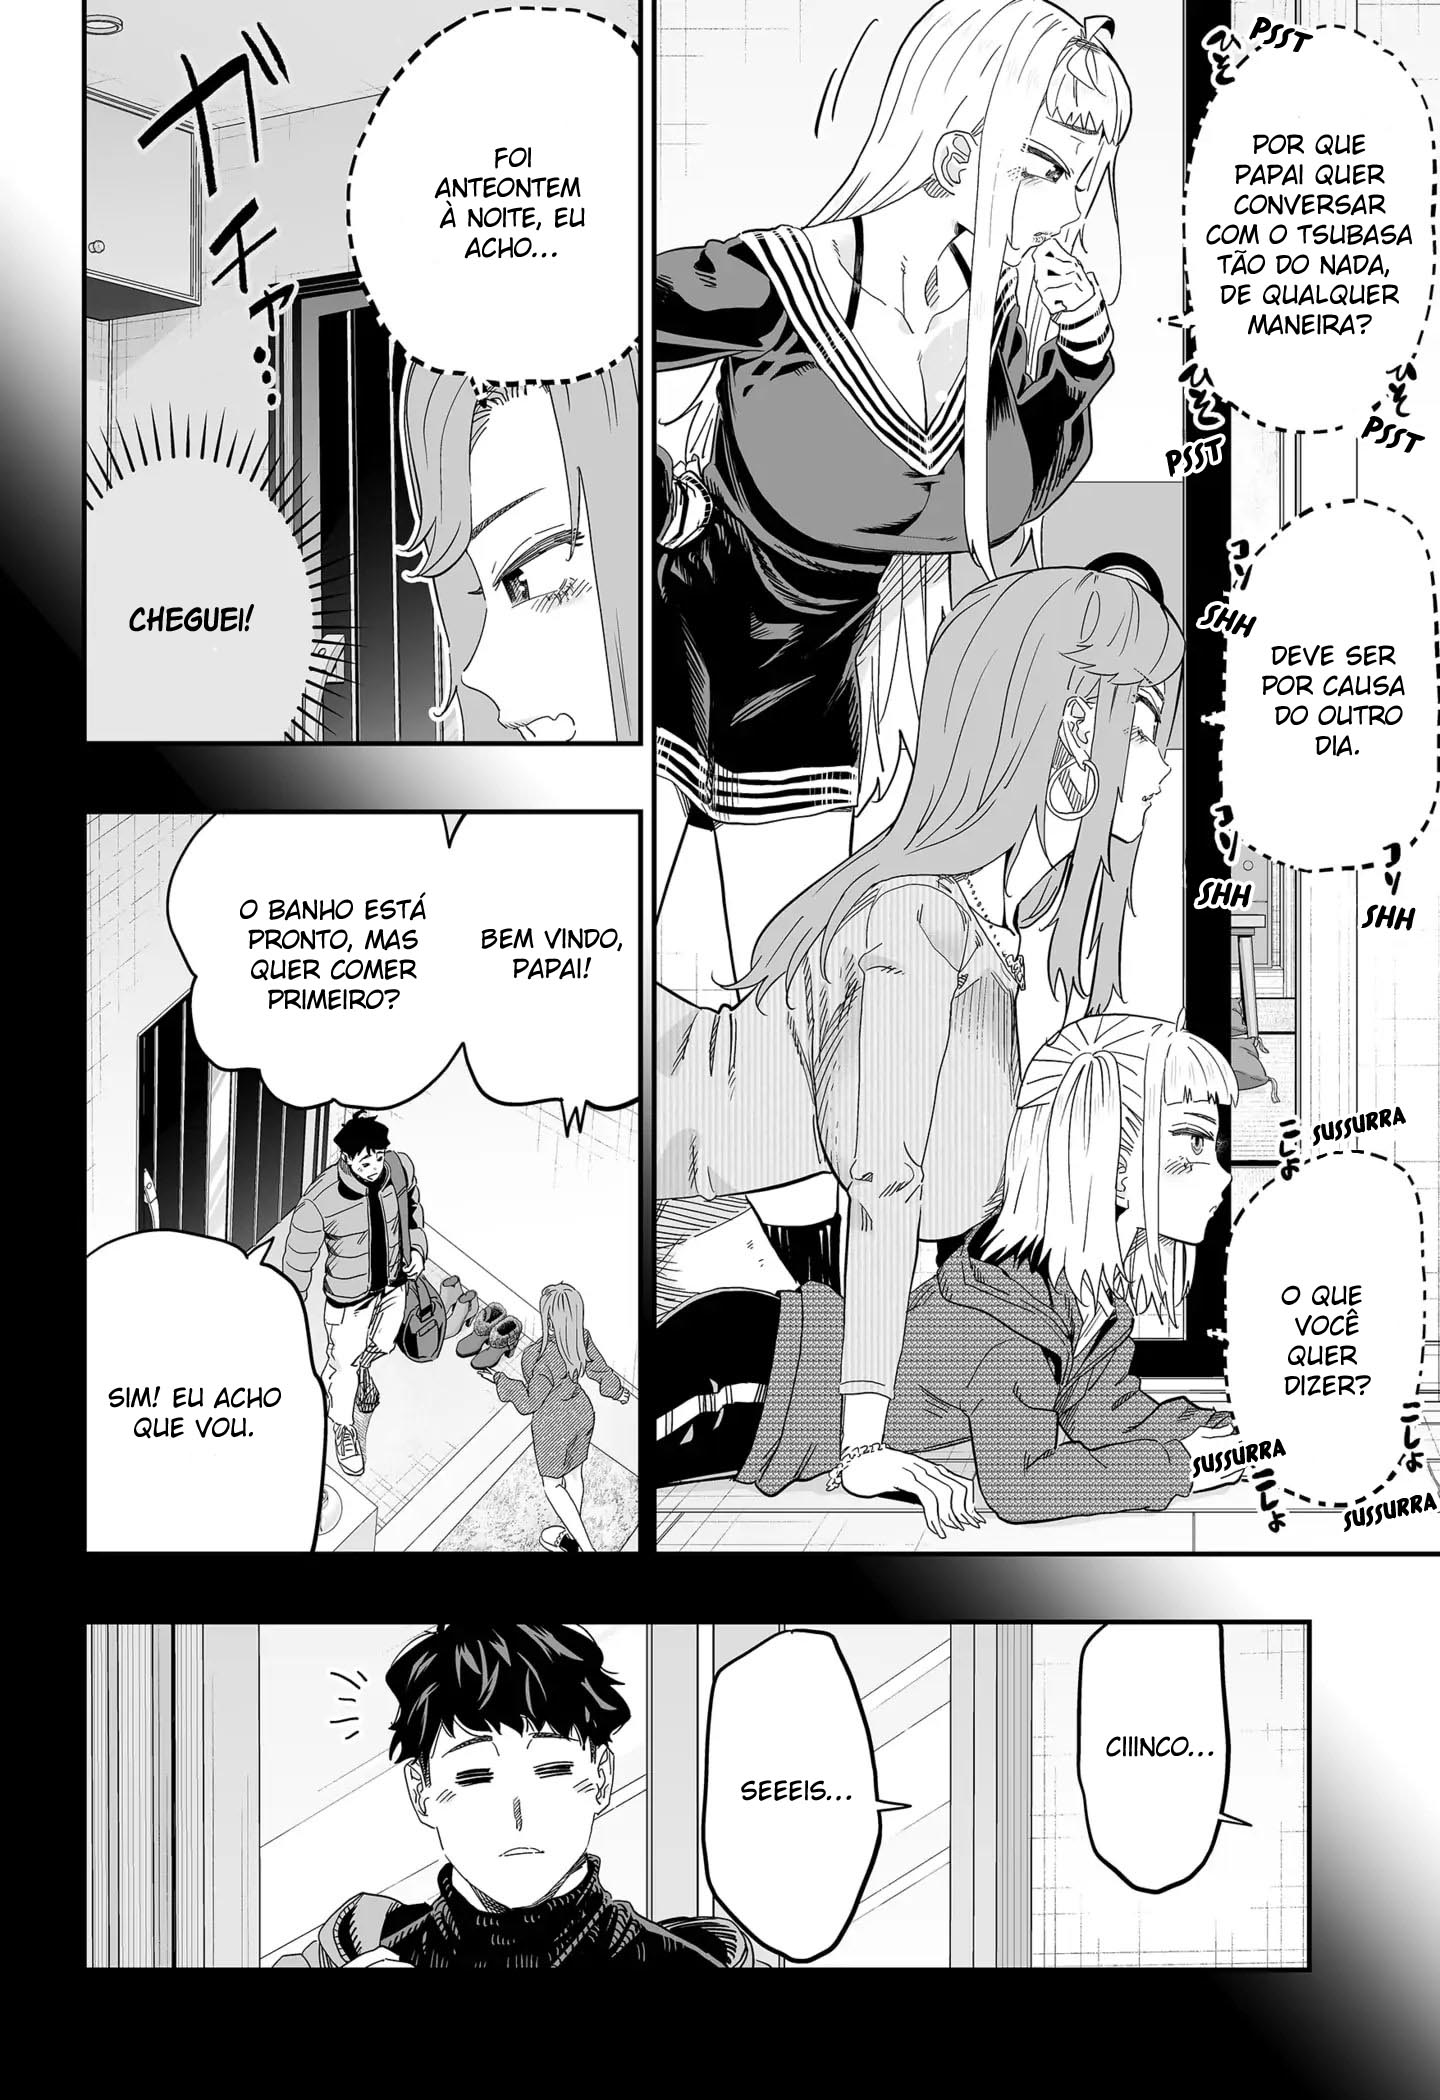 ひそ
PSST
POR QUE
PAPAI QUER
CONVERSAR
COM O TSUBASA
TÃO DO NADA,
DE QUALQUER
MANEIRA?
ひそ
PSST
ひそ
PSST
コソ
SHH
DEVE SER
POR CAUSA
DO OUTRO
DIA.
コソ
SHH
コソ
SHH
こしょ
SUSSURRA
O QUE
VOCÊ
QUER
DIZER?
こしょ
SUSSURRA
こしょ
SUSSURRA
FOI
ANTEONTEM
À NOITE, EU
ACHO...
ガチャ
CHEGUEI!
BEM VINDO,
PAPAI!
O BANHO ESTÁ
PRONTO, MAS
QUER COMER
PRIMEIRO?
SIM! EU ACHO
QUE VOU.
CIIINCO...
SEEEIS...